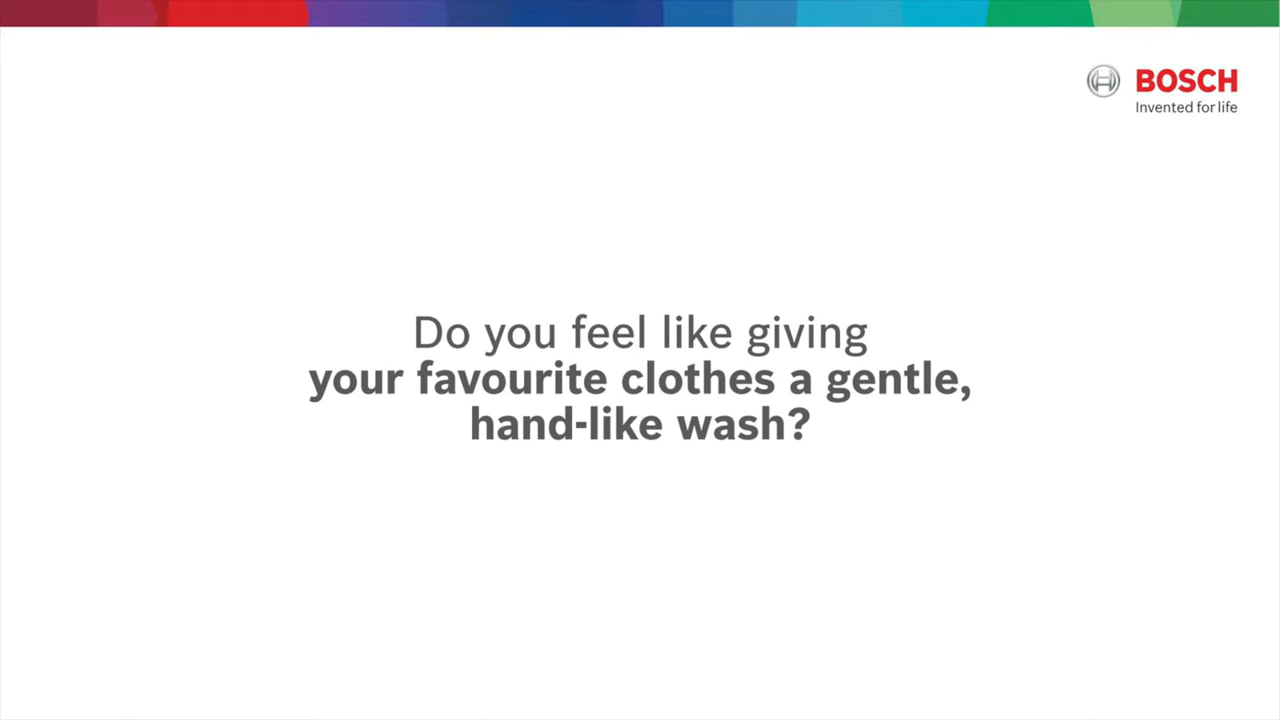 BOSCH
Invented for life
Do you feel like giving
your favourite clothes a gentle,
hand-like wash?